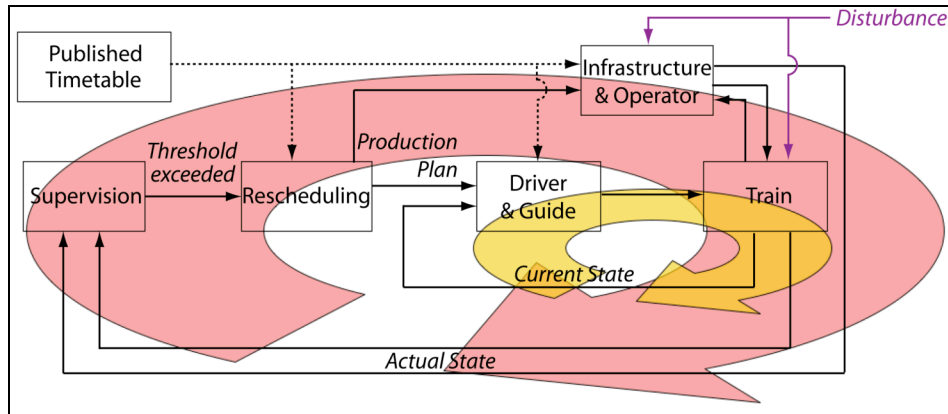 Disturbance
Published
Timetable
Infrastructure
& Operator
Threshold
exceeded
Production
Plan
Supervision
Rescheduling
Driver
& Guide
Train
Current State
Actual State